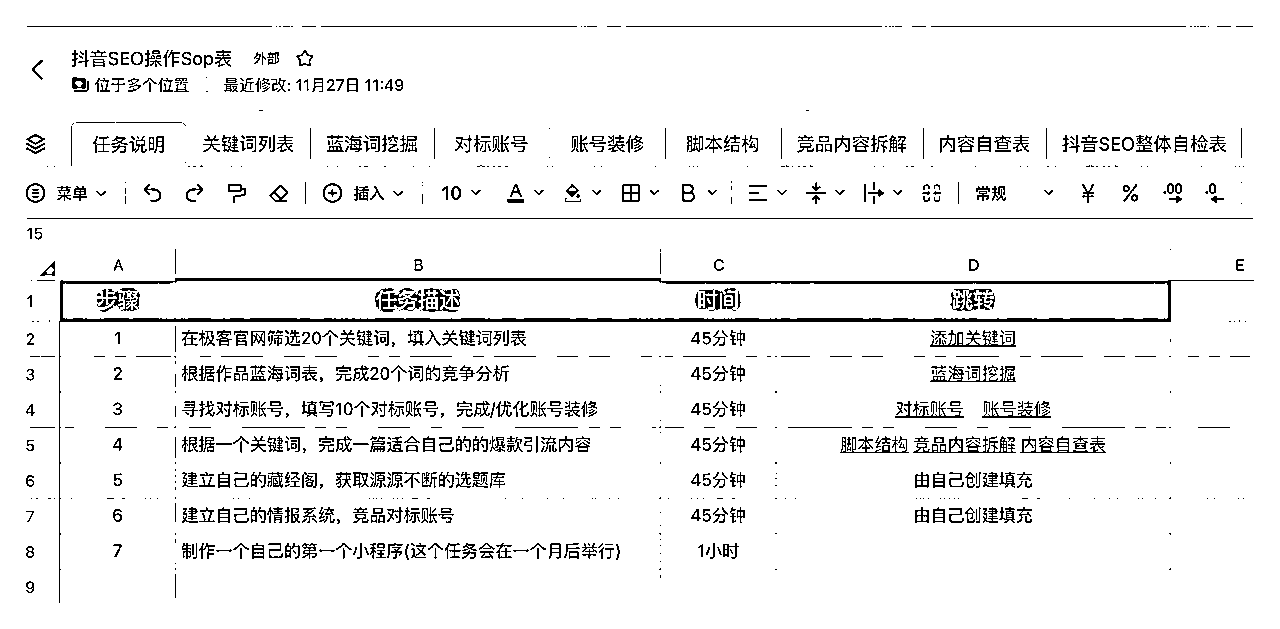 抖音SEO操作Sop表 外部
位于多个位置 最近修改: 11月27日 11:49
任务说明 关键词列表 蓝海词挖掘 对标账号 账号装修 脚本结构 竞品内容拆解 内容自查表 抖音SEO整体自检表
菜单 插入 10 A B 常规 ¥ % .00 .0
15
A B C D E
1 步骤 任务描述 时间 跳转
2 1 在极客官网筛选20个关键词，填入关键词列表 45分钟 添加关键词
3 2 根据作品蓝海词表，完成20个词的竞争分析 45分钟 蓝海词挖掘
4 3 寻找对标账号，填写10个对标账号，完成/优化账号装修 45分钟 对标账号 账号装修
5 4 根据一个关键词，完成一篇适合自己的的爆款引流内容 45分钟 脚本结构 竞品内容拆解 内容自查表
6 5 建立自己的藏经阁，获取源源不断的选题库 45分钟 由自己创建填充
7 6 建立自己的情报系统，竞品对标账号 45分钟 由自己创建填充
8 7 制作一个自己的第一个小程序(这个任务会在一个月后举行) 1小时
9